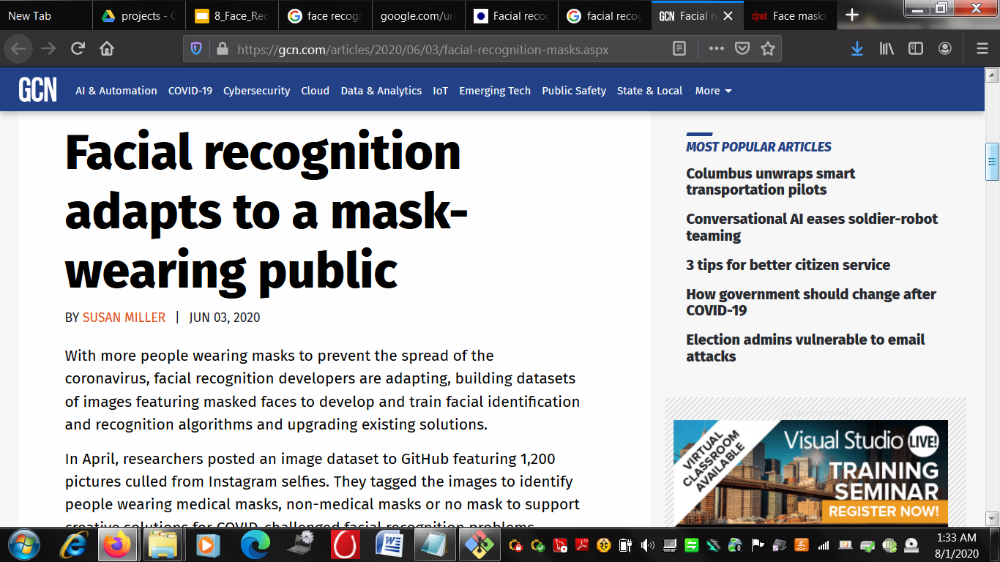 New Tab
projects - G
8_Face_Rec
face recogn
google.com/url
Facial recog
facial recog
GCN Facial r
c|net Face masks
https://gcn.com/articles/2020/06/03/facial-recognition-masks.aspx
GCN AI & Automation COVID-19 Cybersecurity Cloud Data & Analytics IoT Emerging Tech Public Safety State & Local More
Facial recognition
adapts to a mask-
wearing public
BY SUSAN MILLER | JUN 03, 2020
With more people wearing masks to prevent the spread of the
coronavirus, facial recognition developers are adapting, building datasets
of images featuring masked faces to develop and train facial identification
and recognition algorithms and upgrading existing solutions.
In April, researchers posted an image dataset to GitHub featuring 1,200
pictures culled from Instagram selfies. They tagged the images to identify
people wearing medical masks, non-medical masks or no mask to support
creative solutions for COVID-challenged facial recognition problems.
MOST POPULAR ARTICLES
Columbus unwraps smart
transportation pilots
Conversational AI eases soldier-robot
teaming
3 tips for better citizen service
How government should change after
COVID-19
Election admins vulnerable to email
attacks
VIRTUAL
CLASSROOM
AVAILABLE
Visual Studio LIVE!
TRAINING
SEMINAR
REGISTER NOW!
1:33 AM
8/1/2020